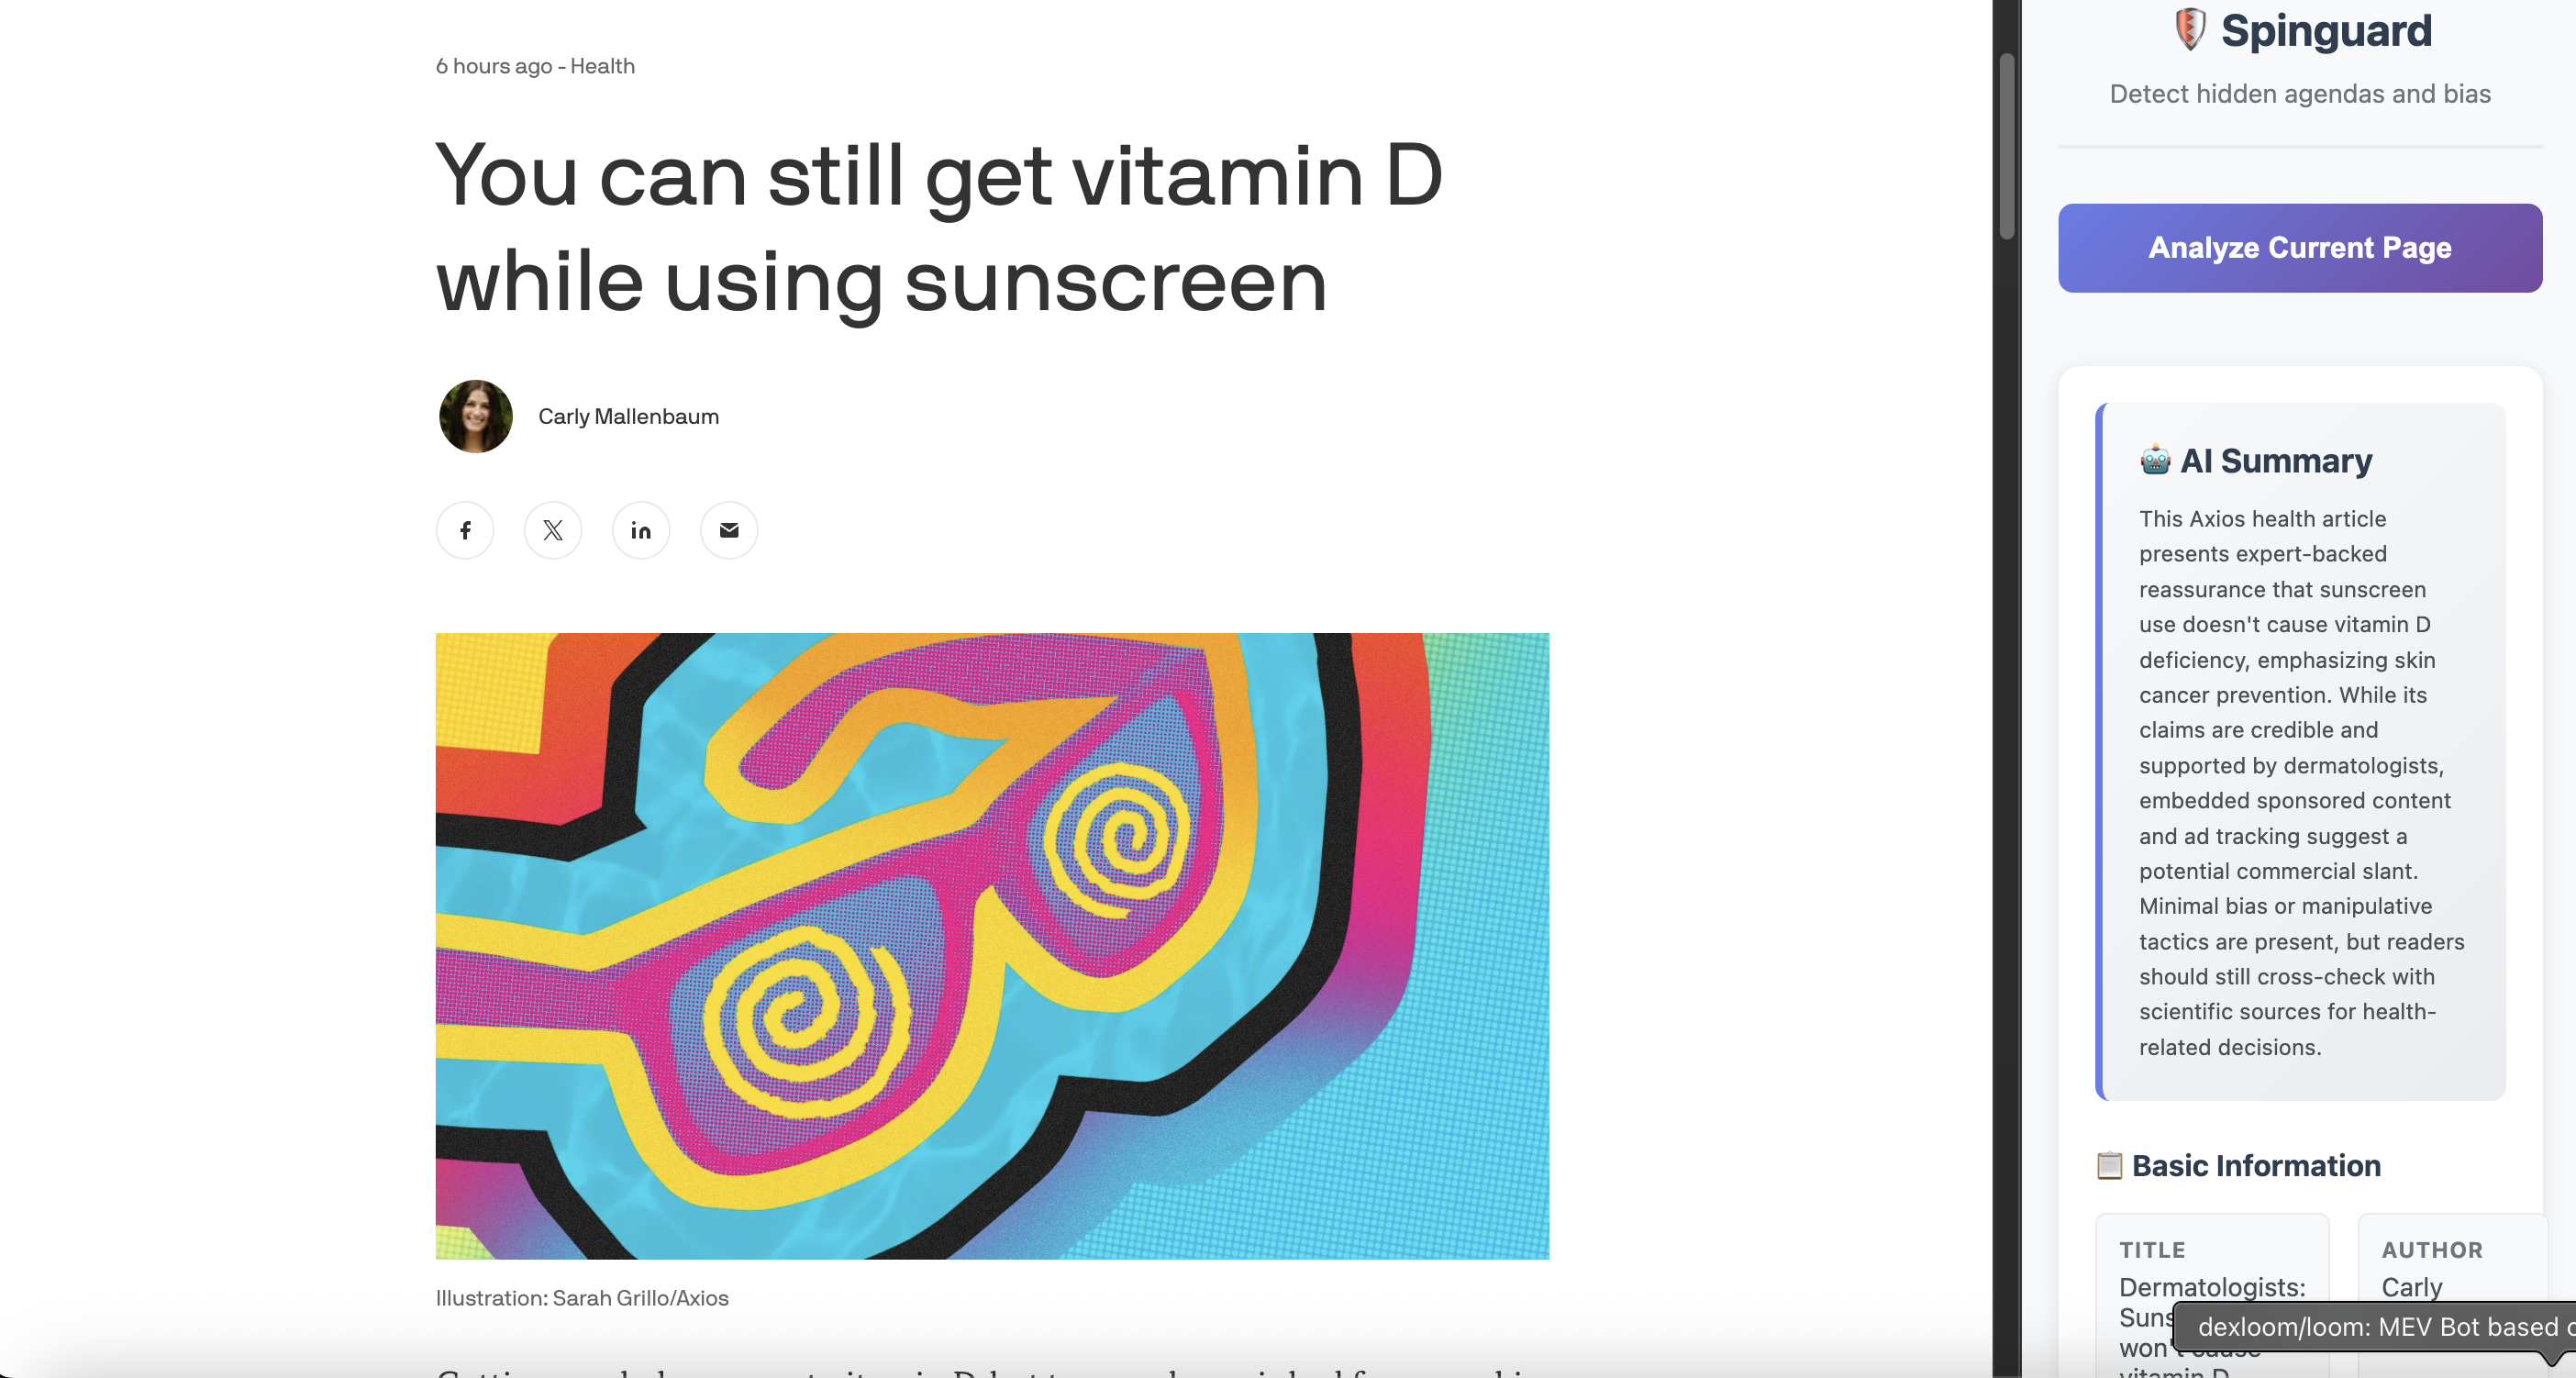 6 hours ago - Health
You can still get vitamin D
while using sunscreen
Carly Mallenbaum
Illustration: Sarah Grillo/Axios
Spinguard
Detect hidden agendas and bias
Analyze Current Page
AI Summary
This Axios health article
presents expert-backed
reassurance that sunscreen
use doesn't cause vitamin D
deficiency, emphasizing skin
cancer prevention. While its
claims are credible and
supported by dermatologists,
embedded sponsored content
and ad tracking suggest a
potential commercial slant.
Minimal bias or manipulative
tactics are present, but readers
should still cross-check with
scientific sources for health-
related decisions.
Basic Information
TITLE
Dermatologists:
won't cause
vitamin D
AUTHOR
Carly
dexloom/loom: MEV Bot based